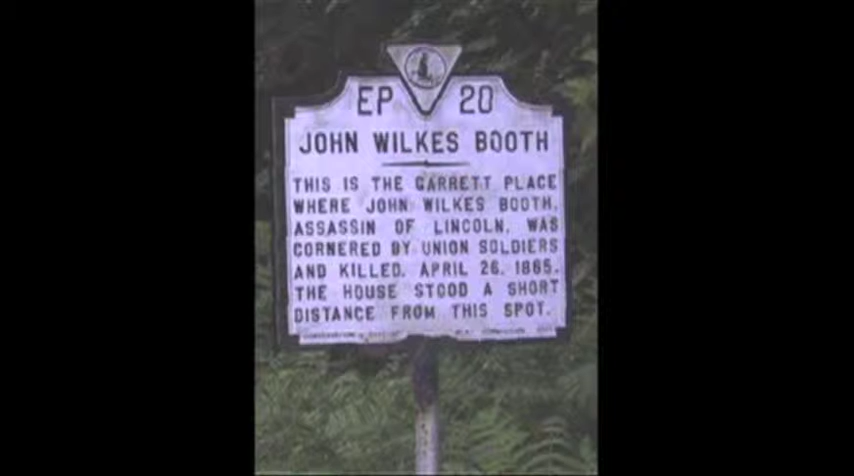 EP 20
JOHN WILKES BOOTH
THIS IS THE GARRETT PLACE
WHERE JOHN WILKES BOOTH,
ASSASSIN OF LINCOLN, WAS
CORNERED BY UNION SOLDIERS
AND KILLED, APRIL 26, 1865.
THE HOUSE STOOD A SHORT
DISTANCE FROM THIS SPOT.